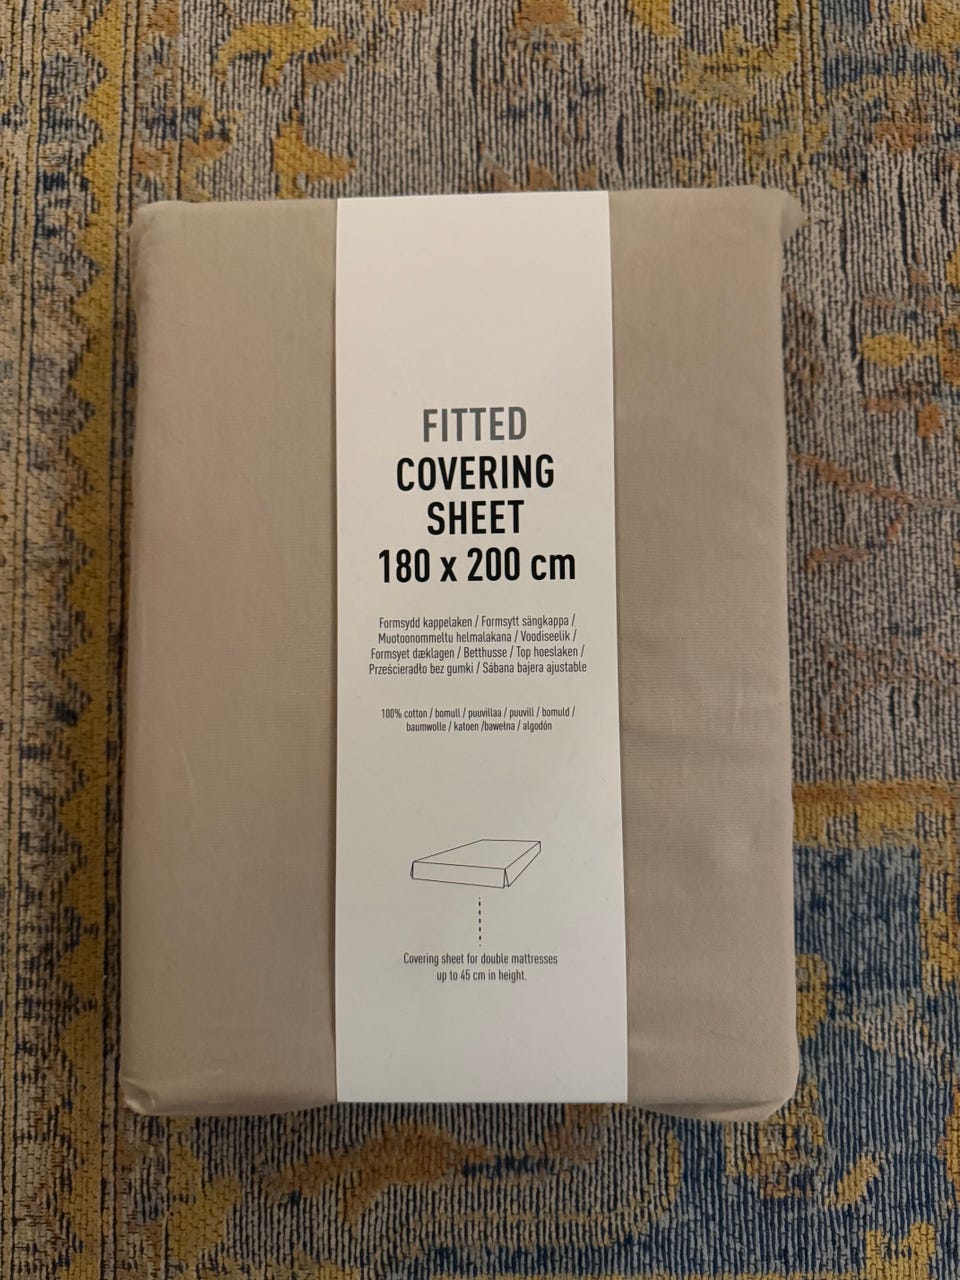 FITTED
COVERING
SHEET
180 x 200 cm
Formsydd kappelaken / Formsytt sängkappa /
Muotoonommeltu helmalakana / Voodiseelik /
Formsyet dæklagen / Betthusse / Top hoeslaken /
Prześcieradło bez gumki / Sábana bajera ajustable
100% cotton / bomull / puuvillaa / puuvill / bomuld /
baumwolle / katoen /bawełna / algodón
Covering sheet for double mattresses
up to 45 cm in height.